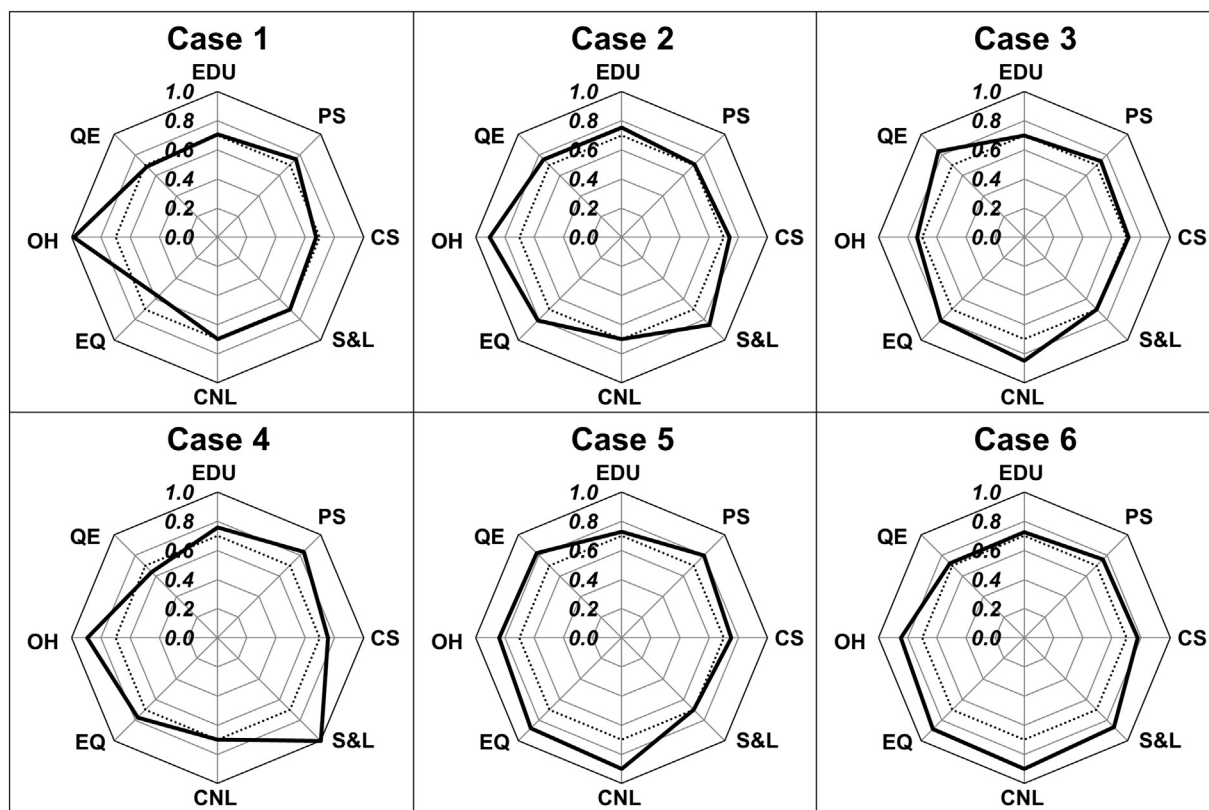 Case 1
EDU
1.0
QE
PS
0.8
0.6
0.4
0.2
OH
0.0
CS
EQ
S&L
CNL
Case 2
EDU
1.0
QE
PS
0.8
0.6
0.4
0.2
OH
0.0
CS
EQ
S&L
CNL
Case 3
EDU
1.0
QE
PS
0.8
0.6
0.4
0.2
OH
0.0
CS
EQ
S&L
CNL
Case 4
EDU
1.0
QE
PS
0.8
0.6
0.4
0.2
OH
0.0
CS
EQ
S&L
CNL
Case 5
EDU
1.0
QE
PS
0.8
0.6
0.4
0.2
OH
0.0
CS
EQ
S&L
CNL
Case 6
EDU
1.0
QE
PS
0.8
0.6
0.4
0.2
OH
0.0
CS
EQ
S&L
CNL